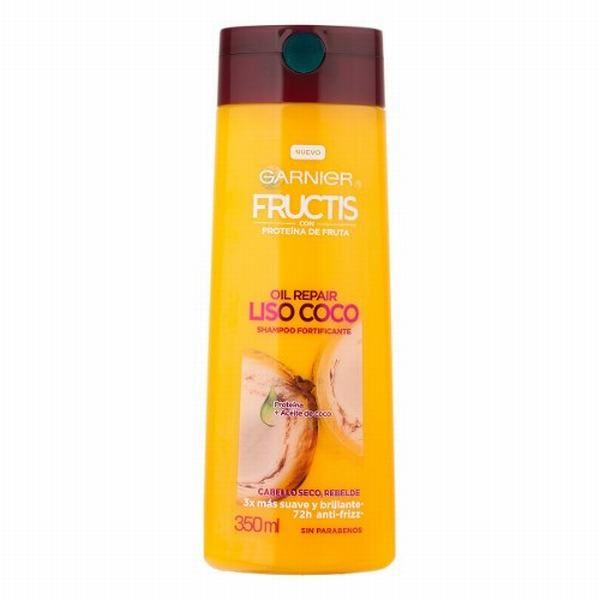 NUEVO
GARNIER
FRUCTIS
CON
PROTEÍNA DE FRUTA
OIL REPAIR
LISO COCO
SHAMPOO FORTIFICANTE
Proteína
+ Aceite de coco
CABELLO SECO, REBELDE
3x más suave y brillante*
72h anti-frizz*
350ml
SIN PARABENOS